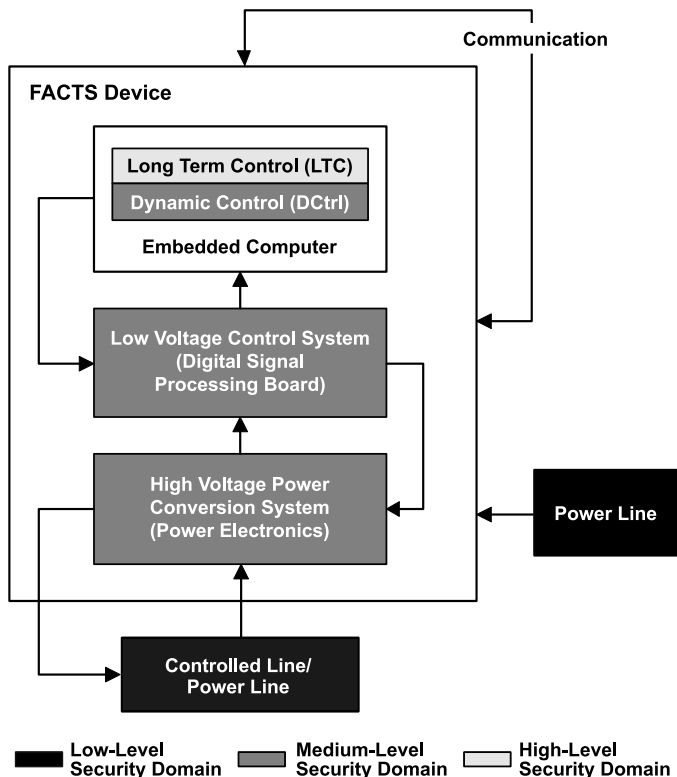 Communication
FACTS Device
Long Term Control (LTC)
Dynamic Control (DCtrl)
Embedded Computer
Low Voltage Control System
(Digital Signal
Processing Board)
High Voltage Power
Conversion System
(Power Electronics)
Power Line
Controlled Line/
Power Line
Low-Level
Security Domain
Medium-Level
Security Domain
High-Level
Security Domain